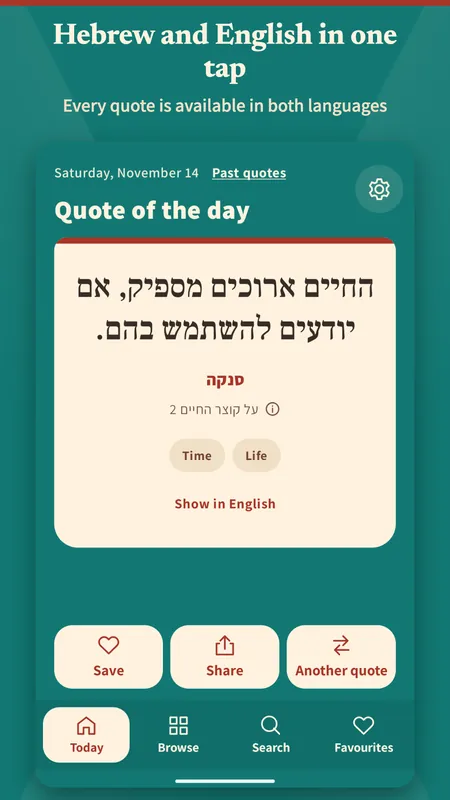 Hebrew and English in one
tap
Every quote is available in both languages
Saturday, November 14 Past quotes
Quote of the day
החיים ארוכים מספיק, אם
יודעים להשתמש בהם.
סנקה
על קוצר החיים 2
Time Life
Show in English
Save Share Another quote
Today Browse Search Favourites